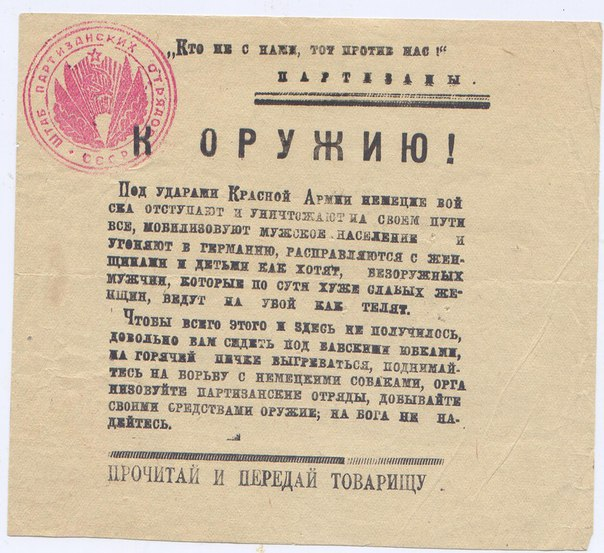 ШТАБ ПАРТИЗАНСКИХ ОТРЯДОВ
СССР
„Кто не с нами, тот против нас!“
ПАРТИЗАНЫ.
К ОРУЖИЮ!
Под ударами Красной Армии немецие вой
ска отступают и уничтожают на своем пути
все, мобилизовуют мужское население и
угоняют в Германию, расправляются с жен-
щинами и детьми как хотят, безоружных
мужчин, которые по сути хуже слабых же-
нщин, ведут на убой как телят.
Чтобы всего этого и здесь не получилось,
довольно вам сидеть под бабскими юбками,
на горячей пичке выгреваться, поднимай-
тесь на борьбу с немецкими собаками, орга
низовуйте партизанские отряды, добывайте
своими средствами оружие; на бога не на-
дейтесь.
ПРОЧИТАЙ И ПЕРЕДАЙ ТОВАРИЩУ